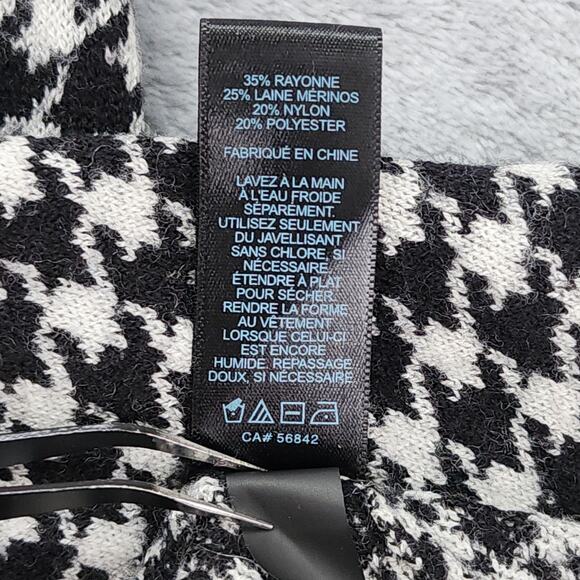 35% RAYONNE
25% LAINE MÉRINOS
20% NYLON
20% POLYESTER
FABRIQUÉ EN CHINE
LAVEZ À LA MAIN
À L'EAU FROIDE
SÉPARÉMENT.
UTILISEZ SEULEMENT
DU JAVELLISANT
SANS CHLORE, SI
NÉCESSAIRE.
ÉTENDRE À PLAT
POUR SÉCHER.
RENDRE LA FORME
AU VÊTEMENT
LORSQUE CELUI-CI
EST ENCORE
HUMIDE. REPASSAGE
DOUX, SI NÉCESSAIRE
CA# 56842